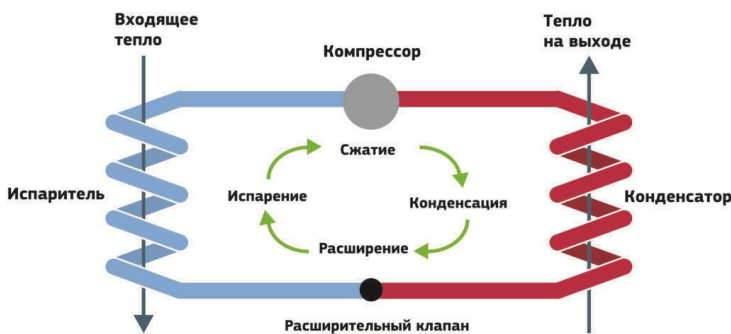 Входящее
тепло
Тепло
на выходе
Компрессор
Сжатие
Испаритель
Испарение
Конденсация
Конденсатор
Расширение
Расширительный клапан